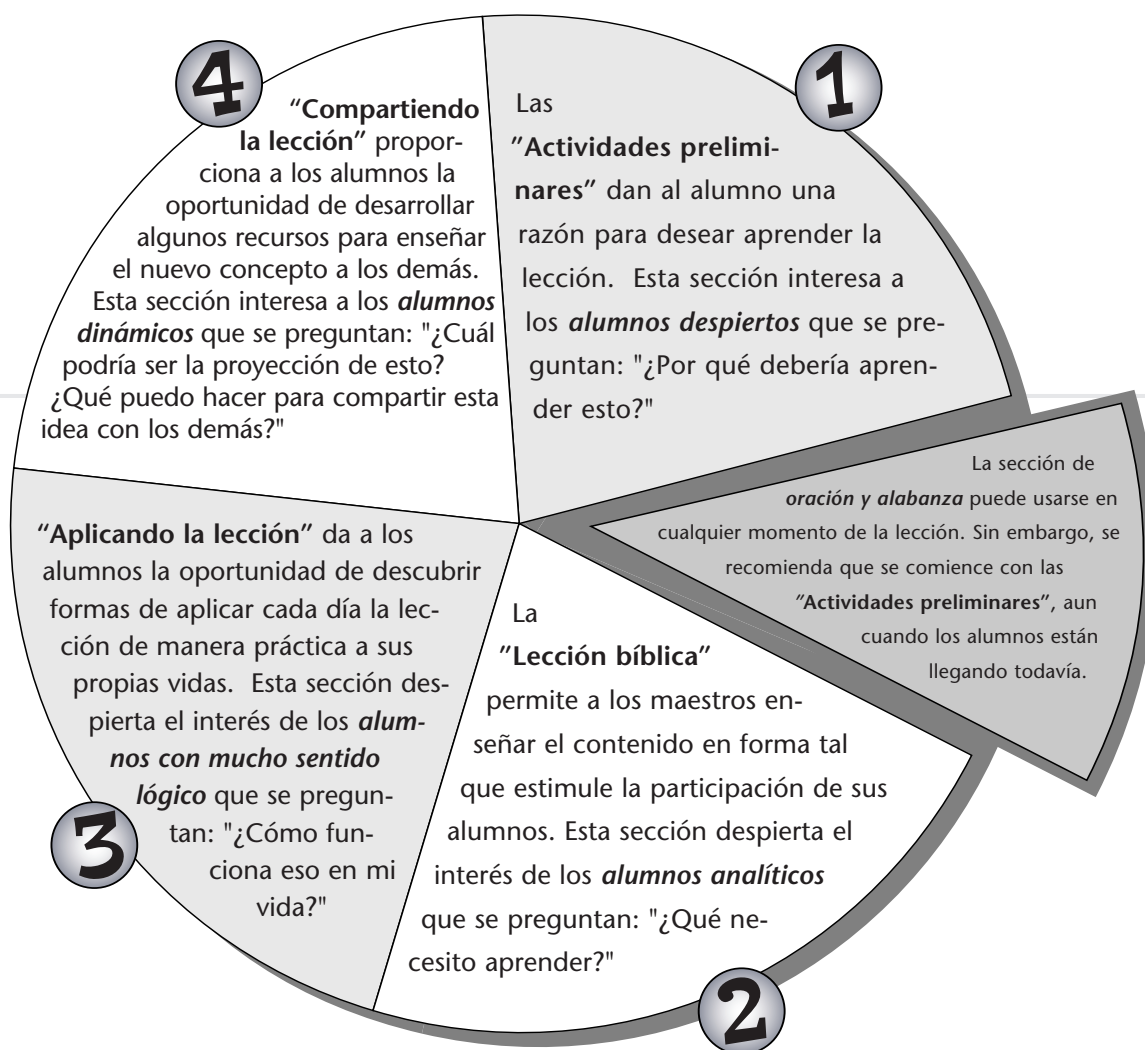 1
Las
"Actividades prelimi-
nares" dan al alumno una
razón para desear aprender la
lección.  Esta sección interesa a
los alumnos despiertos que se pre-
guntan: "¿Por qué debería apren-
der esto?"
La sección de
oración y alabanza puede usarse en
cualquier momento de la lección. Sin embargo, se
recomienda que se comience con las
"Actividades preliminares", aun
cuando los alumnos están
llegando todavía.
2
La
"Lección bíblica"
permite a los maestros en-
señar el contenido en forma tal
que estimule la participación de sus
alumnos. Esta sección despierta el
interés de los alumnos analíticos
que se preguntan: "¿Qué ne-
cesito aprender?"
3
"Aplicando la lección" da a los
alumnos la oportunidad de descubrir
formas de aplicar cada día la lec-
ción de manera práctica a sus
propias vidas.  Esta sección des-
pierta el interés de los alum-
nos con mucho sentido
lógico que se pregun-
tan: "¿Cómo fun-
ciona eso en mi
vida?"
4
"Compartiendo
la lección" propor-
ciona a los alumnos la
oportunidad de desarrollar
algunos recursos para enseñar
el nuevo concepto a los demás.
Esta sección interesa a los alumnos
dinámicos que se preguntan: "¿Cuál
podría ser la proyección de esto?
¿Qué puedo hacer para compartir esta
idea con los demás?"